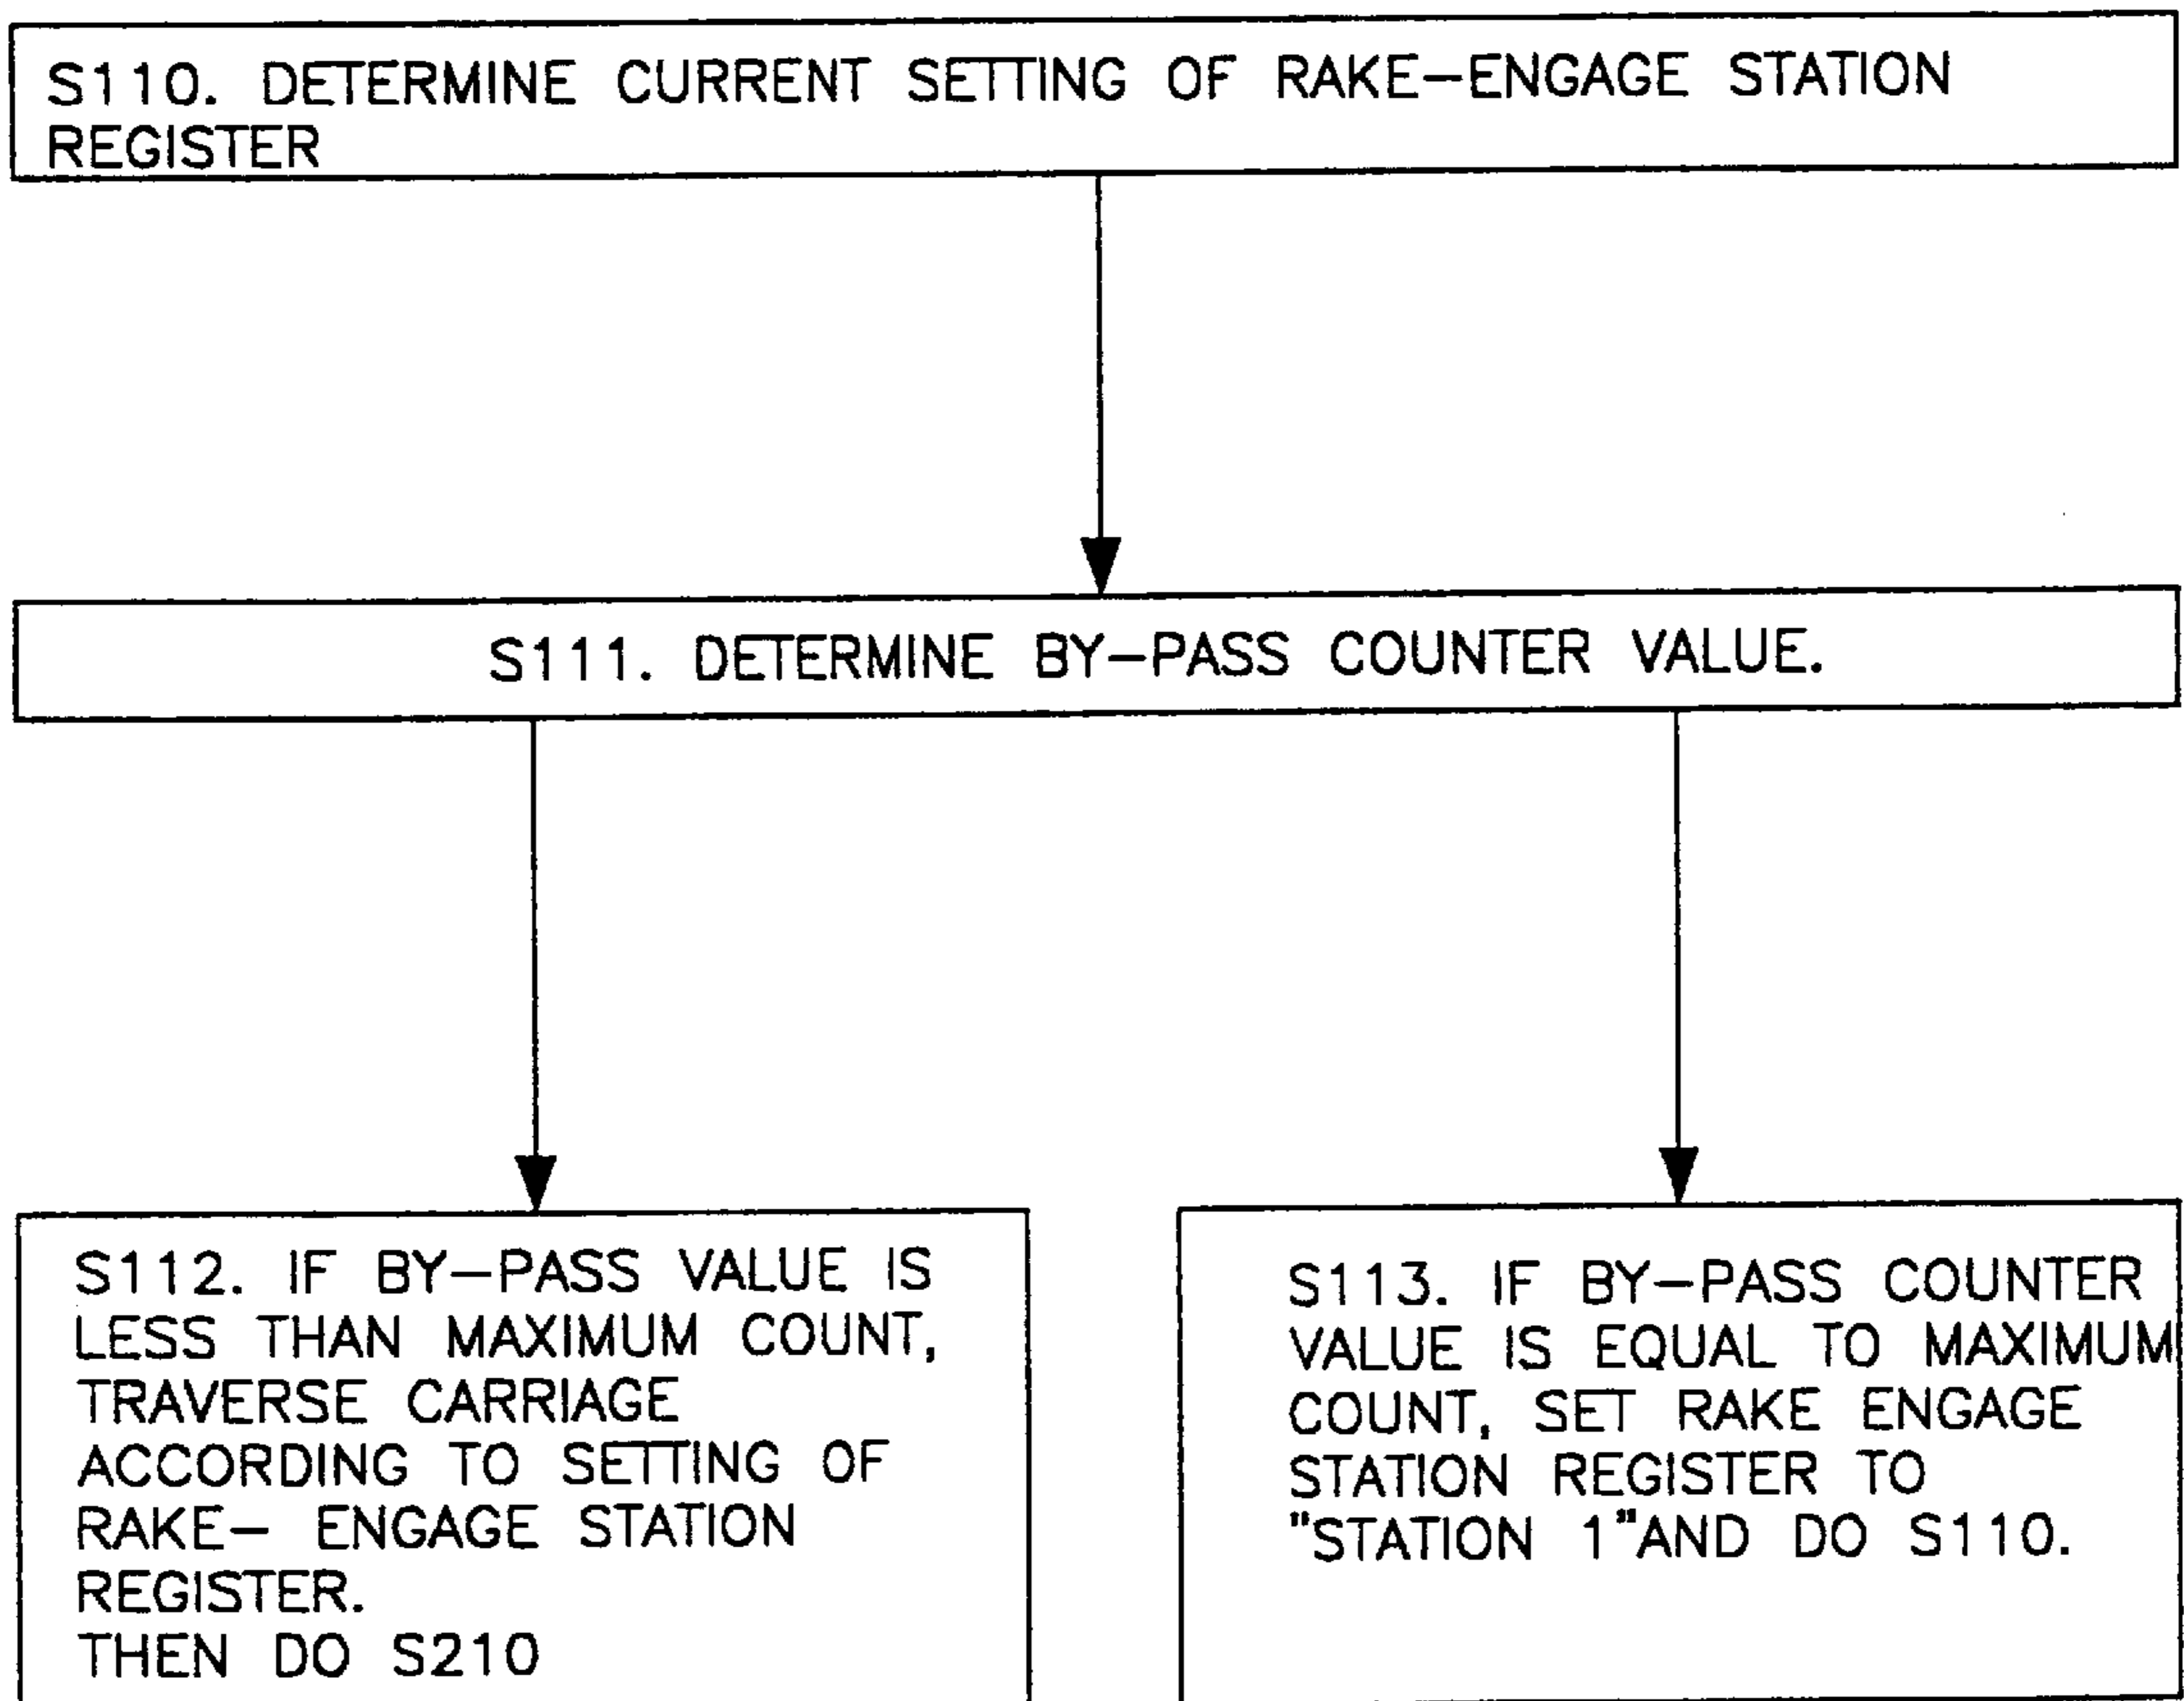 S110. DETERMINE CURRENT SETTING OF RAKE-ENGAGE STATION
REGISTER
S111. DETERMINE BY-PASS COUNTER VALUE.
S112. IF BY-PASS VALUE IS
LESS THAN MAXIMUM COUNT,
TRAVERSE CARRIAGE
ACCORDING TO SETTING OF
RAKE- ENGAGE STATION
REGISTER.
THEN DO S210
S113. IF BY-PASS COUNTER
VALUE IS EQUAL TO MAXIMUM
COUNT, SET RAKE ENGAGE
STATION REGISTER TO
"STATION 1"AND DO S110.